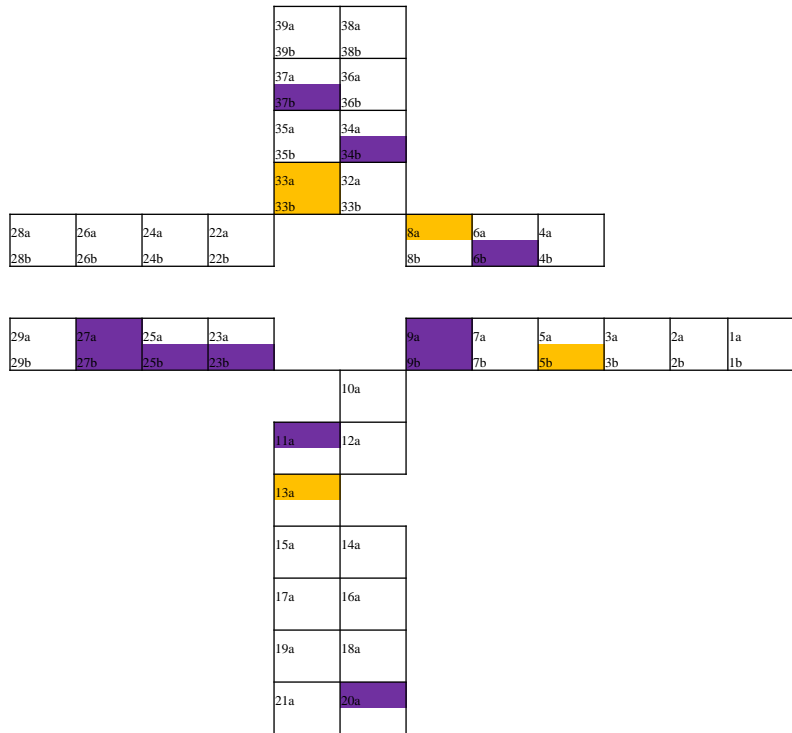 39a 38a
39b 38b
37a 36a
37b 36b
35a 34a
35b 34b
33a 32a
33b 33b
28a 26a 24a 22a 8a 6a 4a
28b 26b 24b 22b 8b 6b 4b
29a 27a 25a 23a 9a 7a 5a 3a 2a 1a
29b 27b 25b 23b 9b 7b 5b 3b 2b 1b
10a
11a 12a
13a
15a 14a
17a 16a
19a 18a
21a 20a